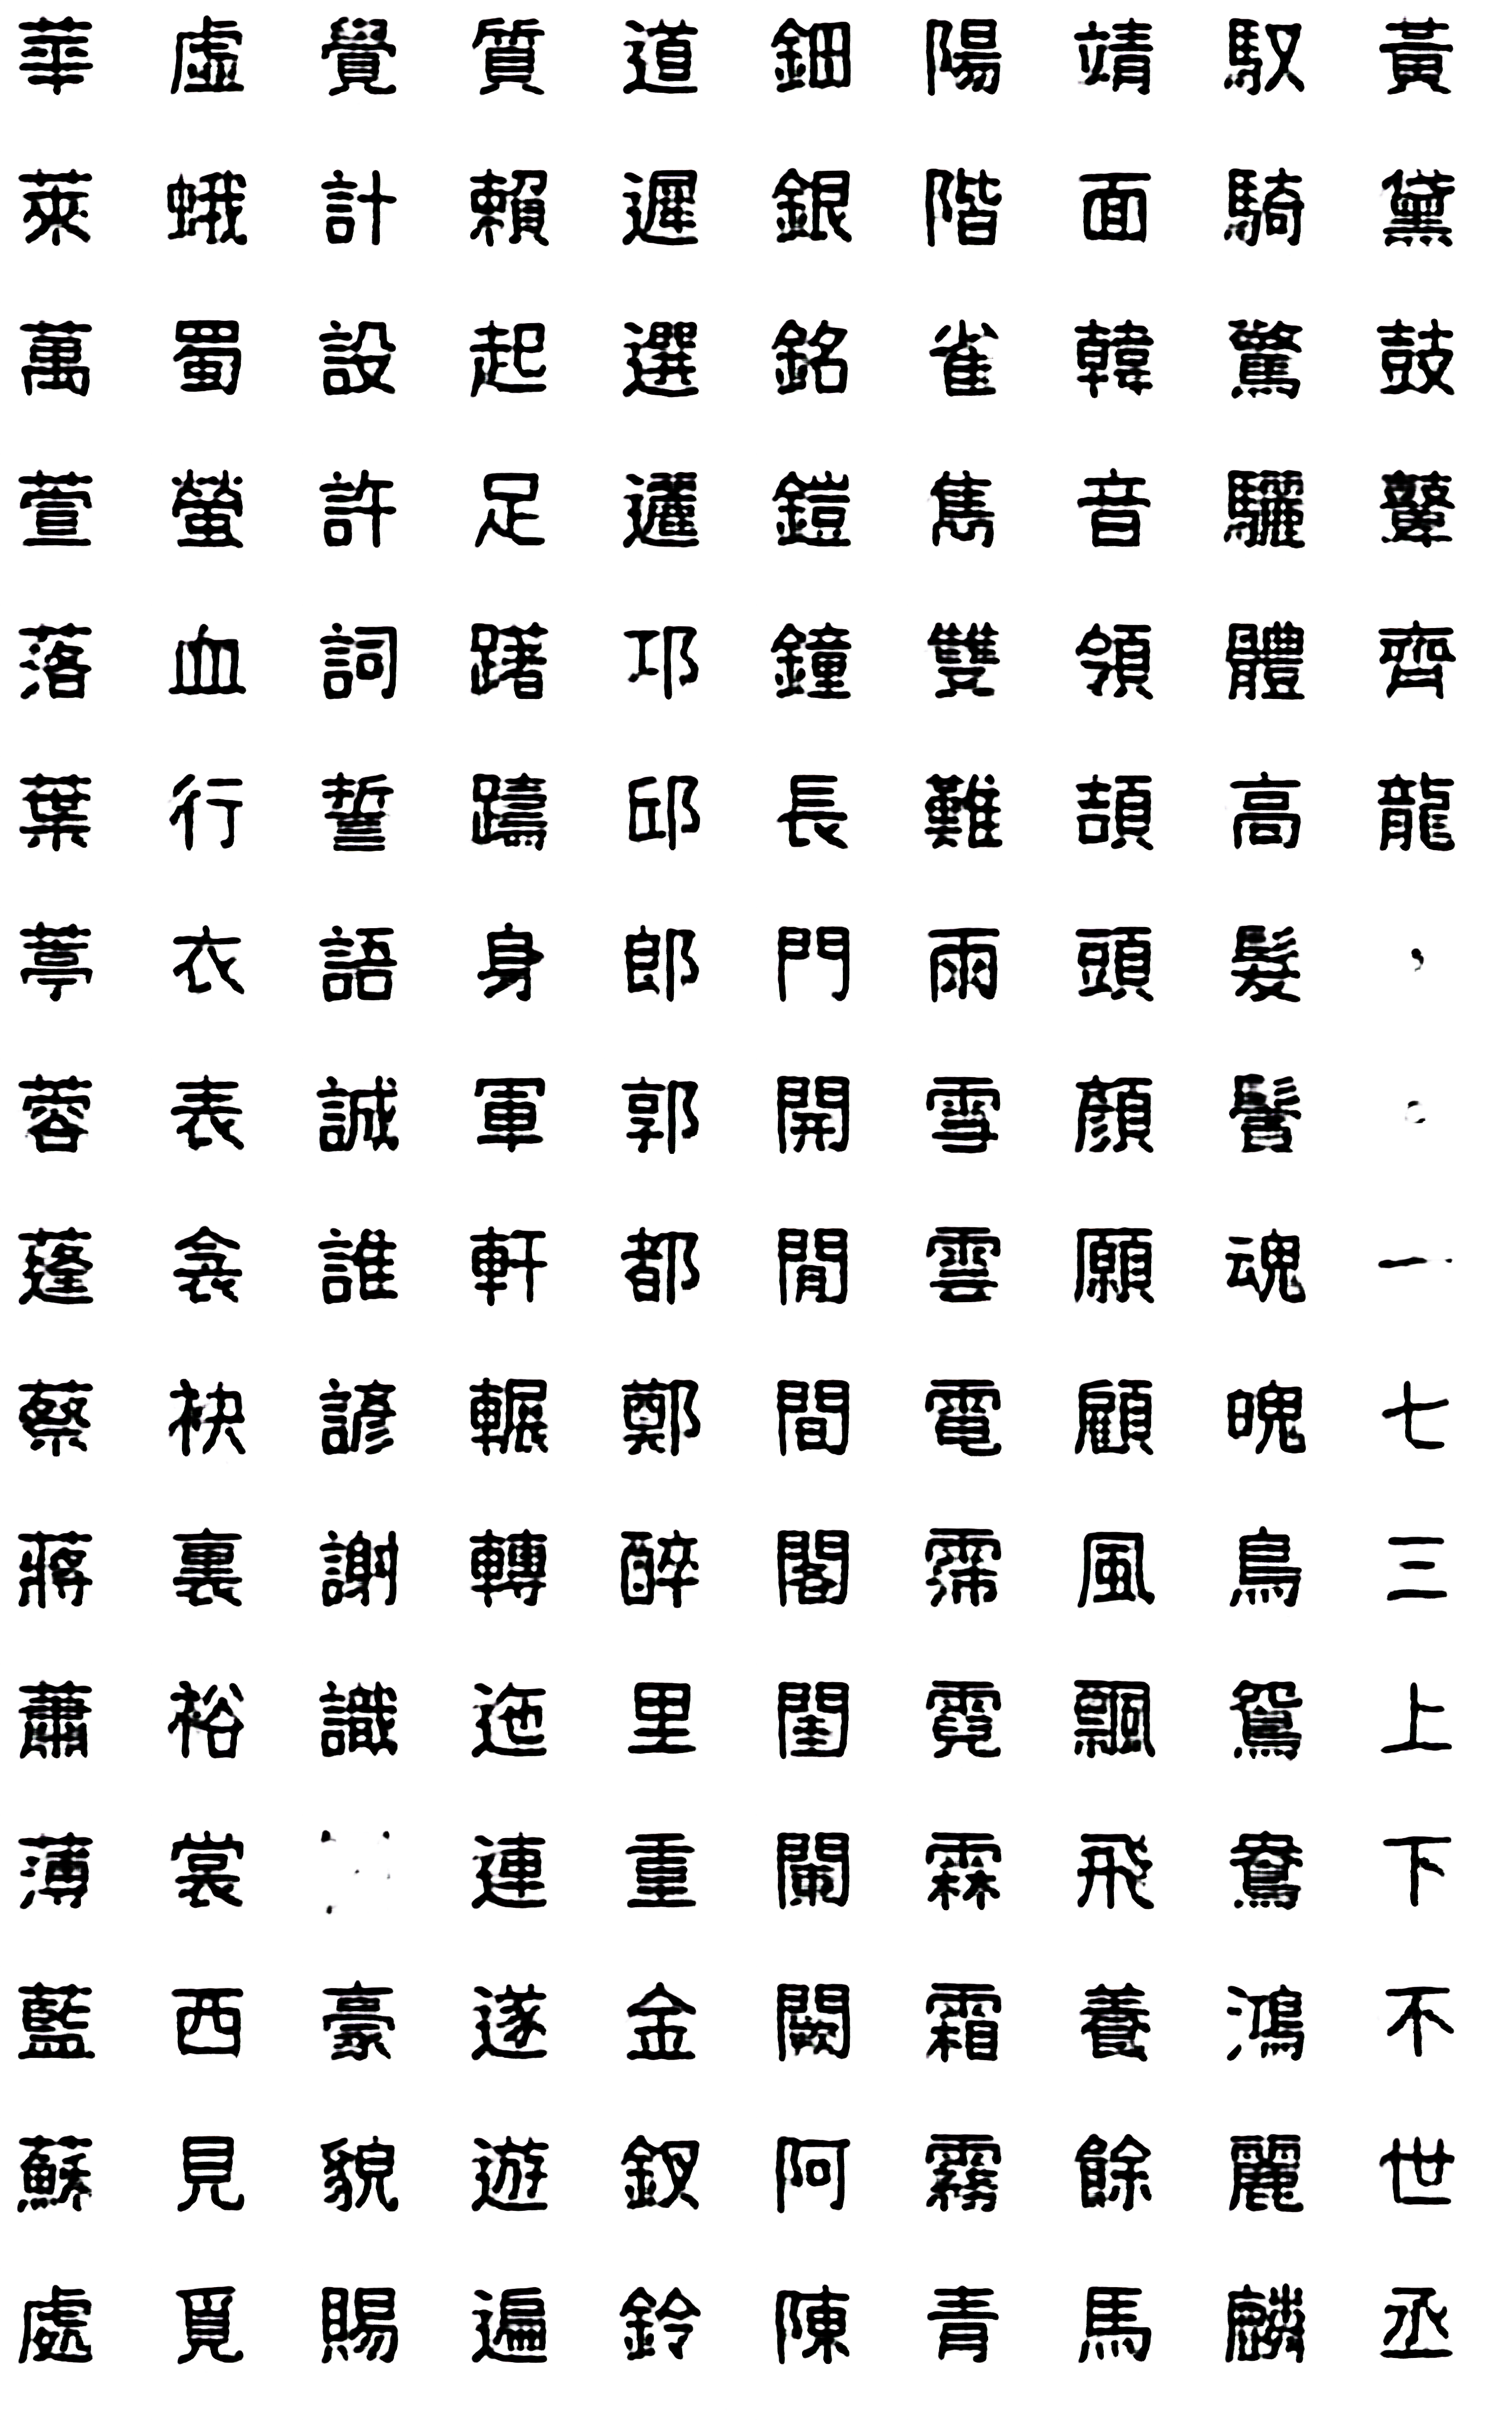 華 虛 覺 質 道 鈿 陽 靖 馭 黃
萊 蛾 計 賴 遲 銀 階 面 騎 黛
萬 蜀 設 起 選 銘 雀 韓 驚 鼓
萱 螢 許 足 邐 鎧 雋 音 驪 鼙
落 血 詞 躇 邛 鐘 雙 領 體 齊
葉 行 誓 躊 邱 長 難 頡 高 龍
葶 衣 語 身 郎 門 雨 頭 髮 ，
蓉 表 誠 軍 郭 開 雪 顏 鬢 。
蓬 衾 誰 軒 都 閒 雲 願 魂 一
蔡 袂 諺 輾 鄭 間 電 顧 魄 七
蔣 裏 謝 轉 醉 閣 霈 風 鳥 三
蕭 裕 識 迤 里 閨 霓 飄 鴛 上
薄 裳 連 重 闌 霖 飛 鴦 下
藍 西 豪 遂 金 闕 霜 養 鴻 不
蘇 見 貌 遊 釵 阿 霧 餘 麗 世
處 覓 賜 遍 鈴 陳 青 馬 麟 丞